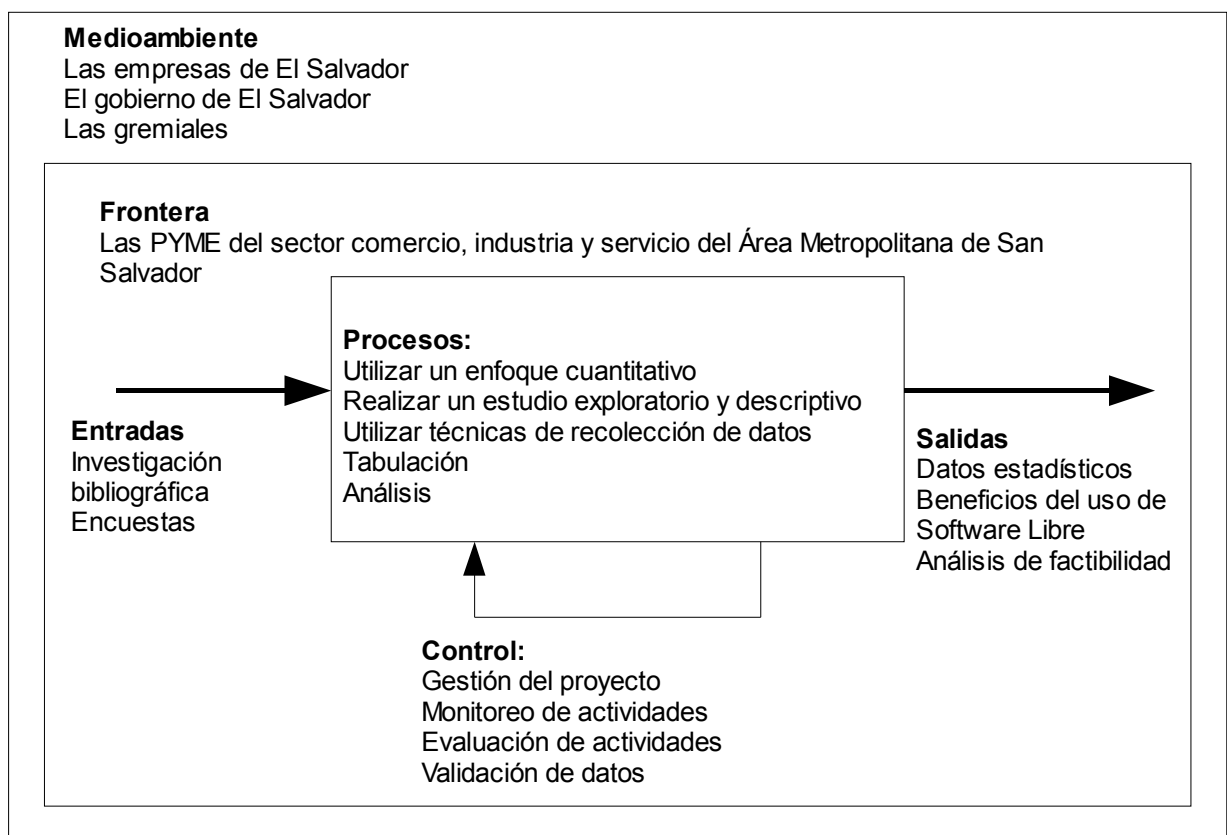 Medioambiente
Las empresas de El Salvador
El gobierno de El Salvador
Las gremiales
Frontera
Las PYME del sector comercio, industria y servicio del Área Metropolitana de San
Salvador
Procesos:
Utilizar un enfoque cuantitativo
Realizar un estudio exploratorio y descriptivo
Utilizar técnicas de recolección de datos
Tabulación
Análisis
Entradas
Investigación
bibliográfica
Encuestas
Salidas
Datos estadísticos
Beneficios del uso de
Software Libre
Análisis de factibilidad
Control:
Gestión del proyecto
Monitoreo de actividades
Evaluación de actividades
Validación de datos